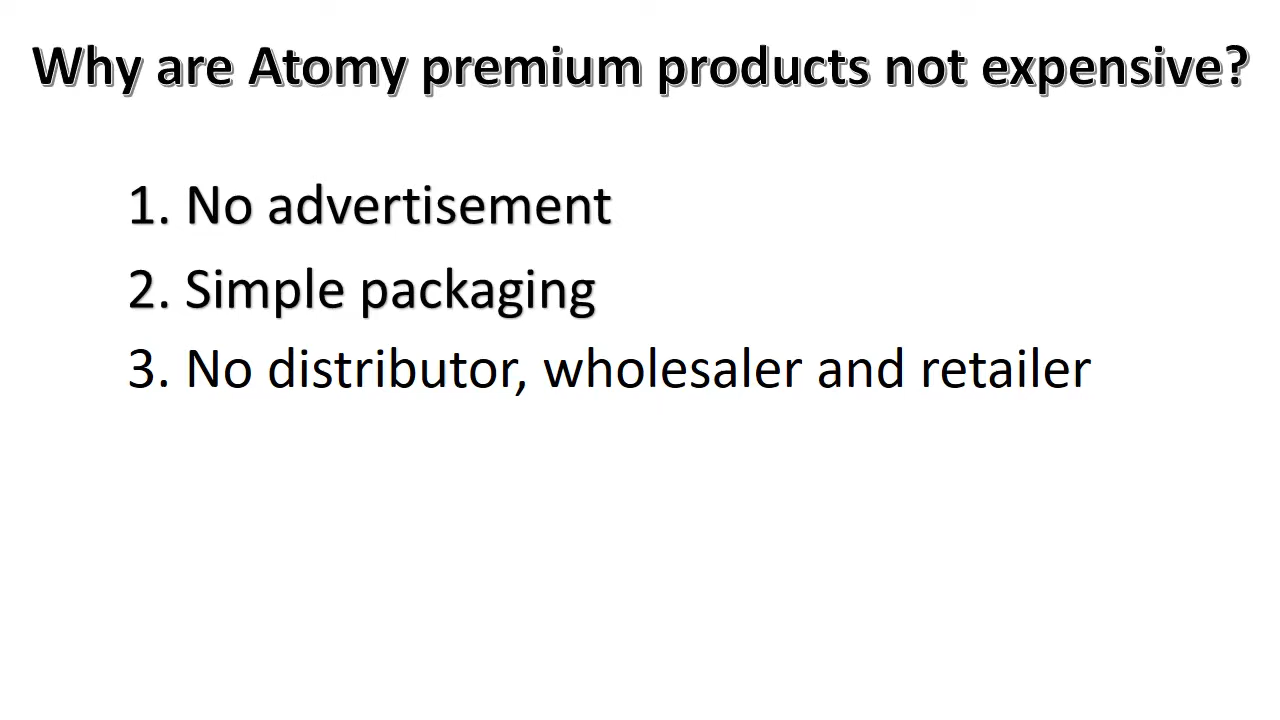 Why are Atomy premium products not expensive?
1. No advertisement
2. Simple packaging
3. No distributor, wholesaler and retailer